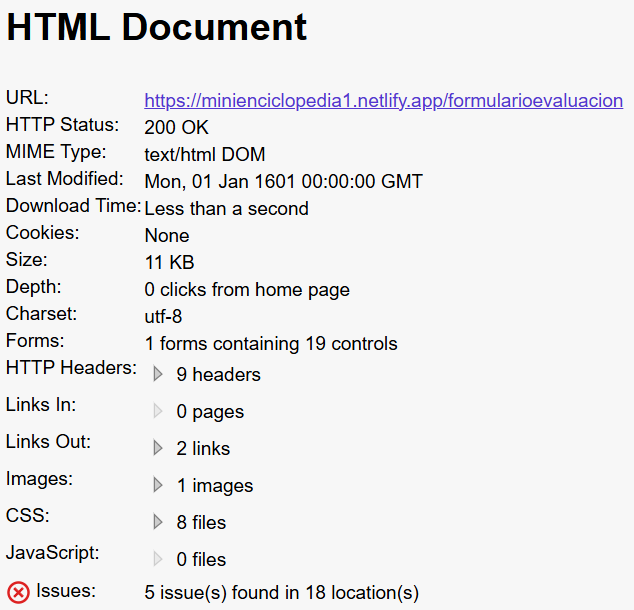 HTML Document
URL: https://minienciclopedia1.netlify.app/formularioevaluacion
HTTP Status: 200 OK
MIME Type: text/html DOM
Last Modified: Mon, 01 Jan 1601 00:00:00 GMT
Download Time: Less than a second
Cookies: None
Size: 11 KB
Depth: 0 clicks from home page
Charset: utf-8
Forms: 1 forms containing 19 controls
HTTP Headers: 9 headers
Links In: 0 pages
Links Out: 2 links
Images: 1 images
CSS: 8 files
JavaScript: 0 files
Issues: 5 issue(s) found in 18 location(s)